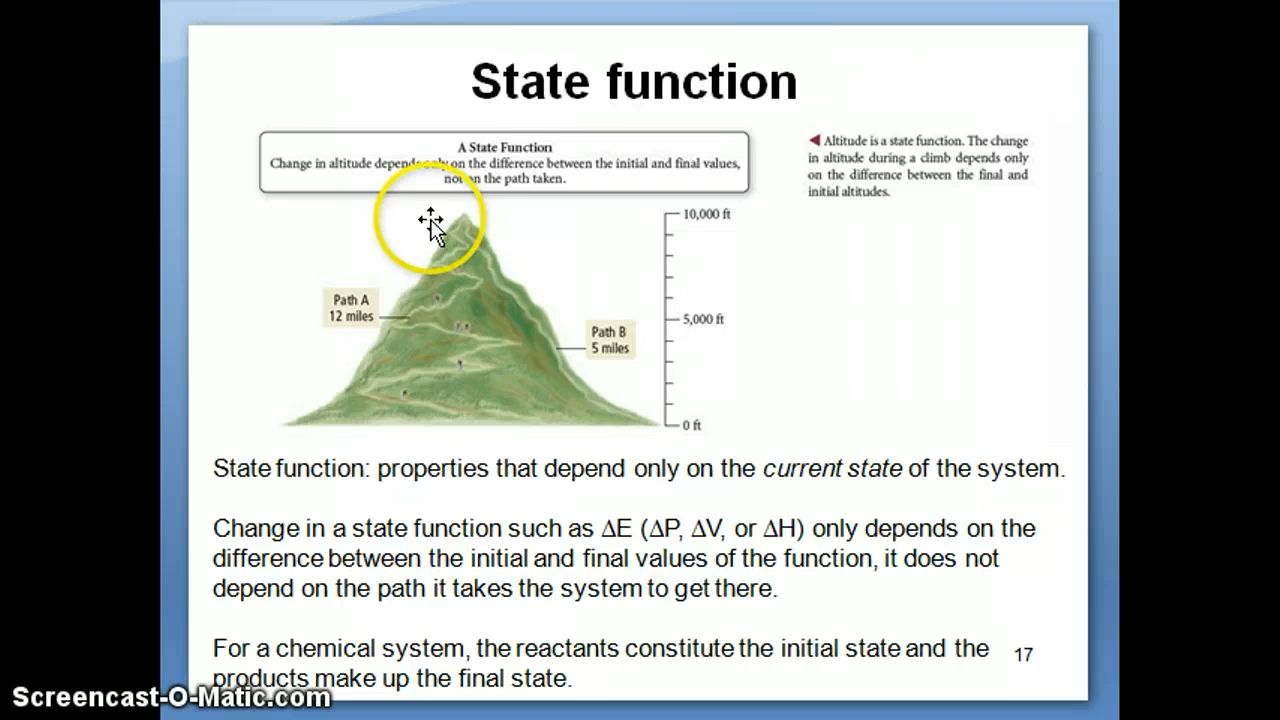 State function
A State Function
Change in altitude depends only on the difference between the initial and final values,
not on the path taken.
Altitude is a state function. The change
in altitude during a climb depends only
on the difference between the final and
initial altitudes.
10,000 ft
Path A
12 miles
5,000 ft
Path B
5 miles
0 ft
State function: properties that depend only on the current state of the system.
Change in a state function such as ΔE (ΔP, ΔV, or ΔH) only depends on the
difference between the initial and final values of the function, it does not
depend on the path it takes the system to get there.
For a chemical system, the reactants constitute the initial state and the
products make up the final state.
17
Screencast-O-Matic.com